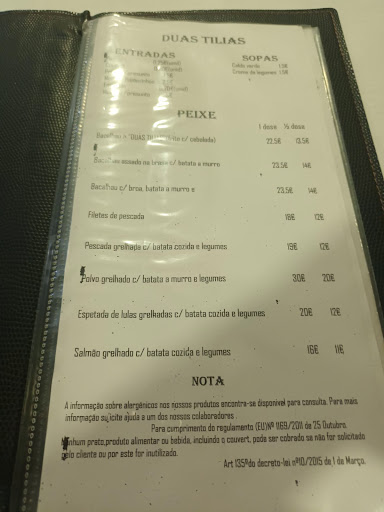 DUAS TILIAS
ENTRADAS SOPAS
Caldo verde 1.5€
Creme de legumes 1.5€
PEIXE
1 dose ½ dose
Bacalhau à "DUAS (c/ cebolada) 22.5€ 13.5€
assado na brasa c/ batata a murro 23.5€ 14€
Bacalhau c/ broa, batata a murro e 23.5€ 14€
Filetes de pescada 18€ 12€
Pescada grelhada c/ batata cozida e legumes 19€ 12€
Polvo grelhado c/ batata a murro e legumes 30€ 20€
Espetada de lulas grelhadas c/ batata cozida e legumes 20€ 12€
Salmão grelhado c/ batata cozida e legumes 16€ 11€
NOTA
A informação sobre alergénicos nos nossos produtos encontra-se disponível para consulta. Para mais
informação solicite ajuda a um dos nossos colaboradores
Para cumprimento do regulamento (EU)Nº 1169/2011 de 25 Outubro.
Nenhum prato,produto alimentar ou bebida, incluindo o couvert, pode ser cobrado se não for solicitado
pelo cliente ou por este for inutilizado.
Art 135ºdo decreto-lei nº10/2015 de 1 de Março.